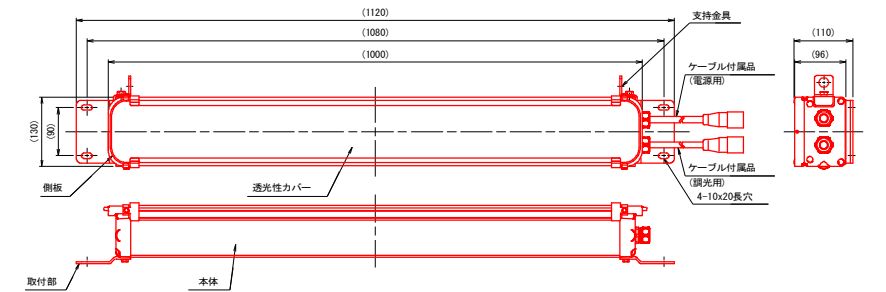 (1120)
支持金具
(1080)
(110)
(1000)
(96)
ケーブル付属品
(電源用)
(130)
(90)
ケーブル付属品
(調光用)
側板
透光性カバー
4-10x20長穴
取付部
本体